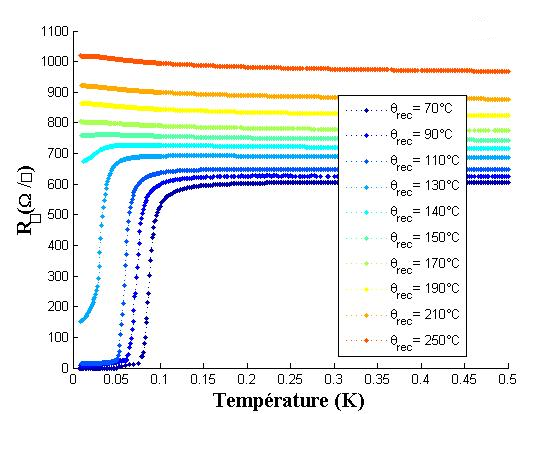 1100
1000
900
800
700
600
500
400
300
200
100
0
R□(Ω /□)
θrec= 70°C
θrec= 90°C
θrec= 110°C
θrec= 130°C
θrec= 140°C
θrec= 150°C
θrec= 170°C
θrec= 190°C
θrec= 210°C
θrec= 250°C
0 0.05 0.1 0.15 0.2 0.25 0.3 0.35 0.4 0.45 0.5
Température (K)